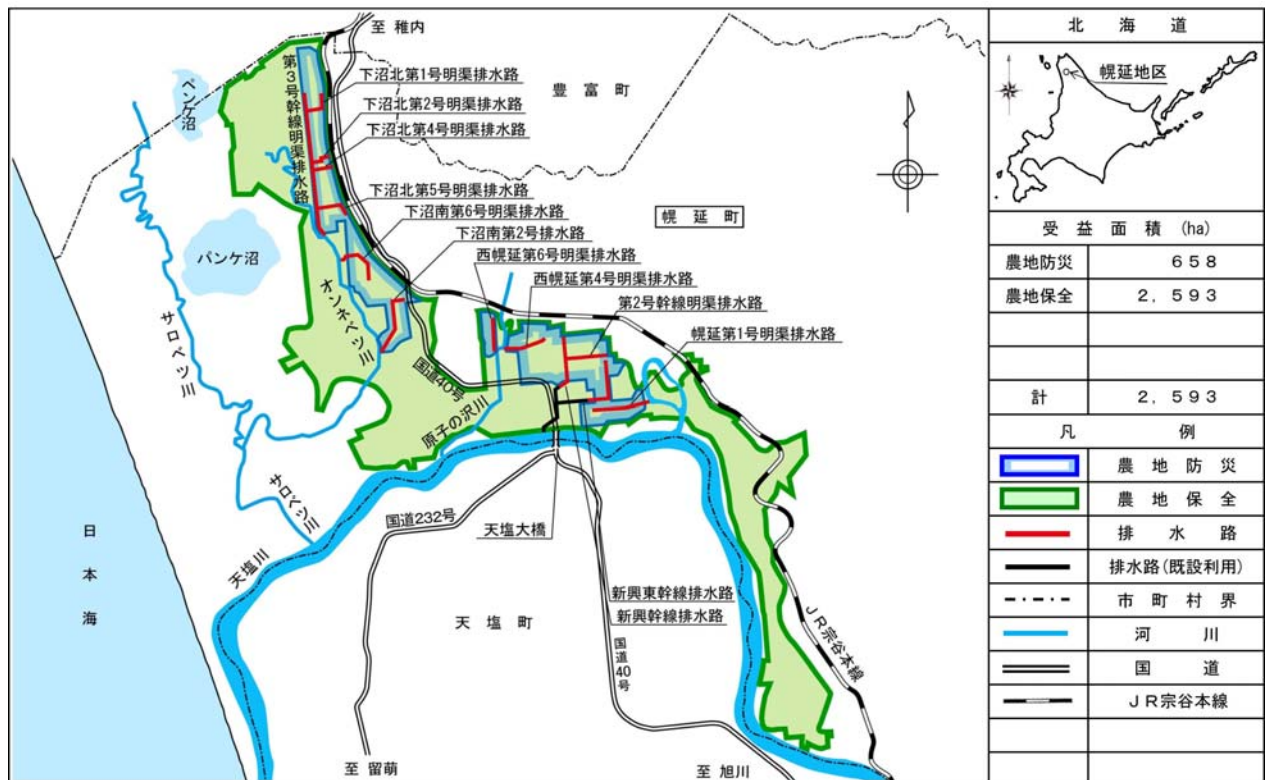 至 稚内
ペンケ沼
第3号幹線明渠排水路
下沼北第1号明渠排水路
下沼北第2号明渠排水路
下沼北第4号明渠排水路
下沼北第5号明渠排水路
下沼南第6号明渠排水路
下沼南第2号排水路
豊富町
幌延町
パンケ沼
西幌延第6号明渠排水路
西幌延第4号明渠排水路
第2号幹線明渠排水路
幌延第1号明渠排水路
オンネベツ川
サロベツ川
国道40号
原子の沢川
サロベツ川
国道232号
天塩大橋
天塩川
日本海
新興東幹線排水路
新興幹線排水路
天塩町
国道40号
JR宗谷本線
至 留萌
至 旭川
北海道
幌延地区
受益面積 (ha)
農地防災 658
農地保全 2,593
計 2,593
凡例
農地防災
農地保全
排水路
排水路(既設利用)
市町村界
河川
国道
JR宗谷本線